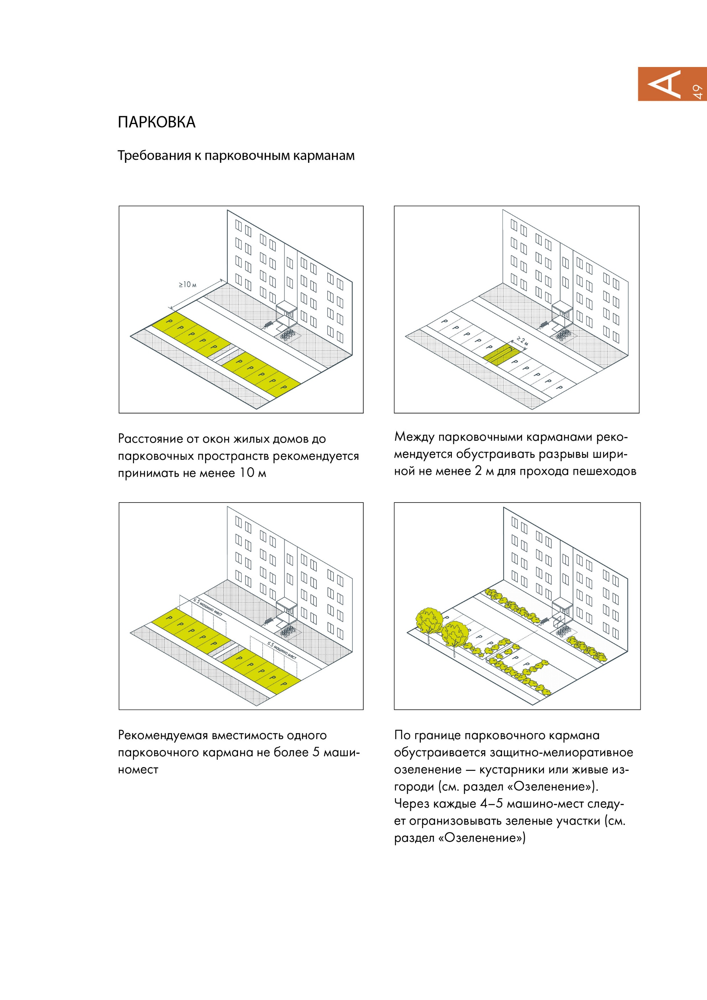 А
49
ПАРКОВКА
Требования к парковочным карманам
≥10 м
P
P
P
P
P
P
P
P
P
P
≥2 м
P
P
P
P
P
P
P
P
P
P
Расстояние от окон жилых домов до
парковочных пространств рекомендуется
принимать не менее 10 м
Между парковочными карманами реко-
мендуется обустраивать разрывы шири-
ной не менее 2 м для прохода пешеходов
≤ 5 машино мест
P
P
P
P
P
≤ 5 машино мест
P
P
P
P
P
P
P
P
P
P
P
Рекомендуемая вместимость одного
парковочного кармана не более 5 маши-
номест
По границе парковочного кармана
обустраивается защитно-мелиоративное
озеленение — кустарники или живые из-
городи (см. раздел «Озеленение»).
Через каждые 4–5 машино-мест следу-
ет огранизовывать зеленые участки (см.
раздел «Озеленение»)